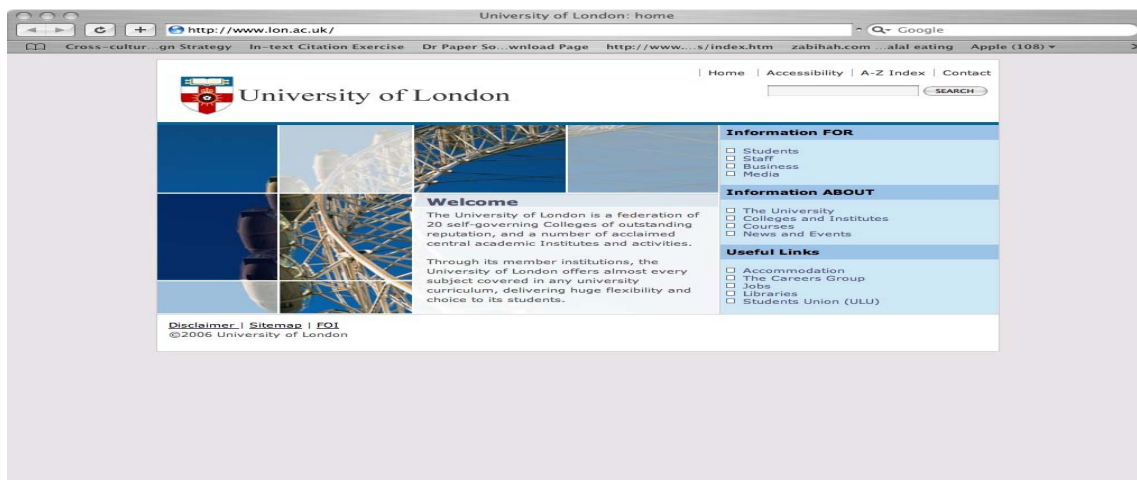 University of London: home
http://www.lon.ac.uk/
Google
Cross-cultur...gn Strategy In-text Citation Exercise Dr Paper So...wnload Page http://www....s/index.htm zabihah.com ...alal eating Apple (108)
| Home | Accessibility | A-Z Index | Contact
SEARCH
University of London
Welcome
The University of London is a federation of
20 self-governing Colleges of outstanding
reputation, and a number of acclaimed
central academic Institutes and activities.
Through its member institutions, the
University of London offers almost every
subject covered in any university
curriculum, delivering huge flexibility and
choice to its students.
Information FOR
Students
Staff
Business
Media
Information ABOUT
The University
Colleges and Institutes
Courses
News and Events
Useful Links
Accommodation
The Careers Group
Jobs
Libraries
Students Union (ULU)
Disclaimer | Sitemap | FOI
©2006 University of London